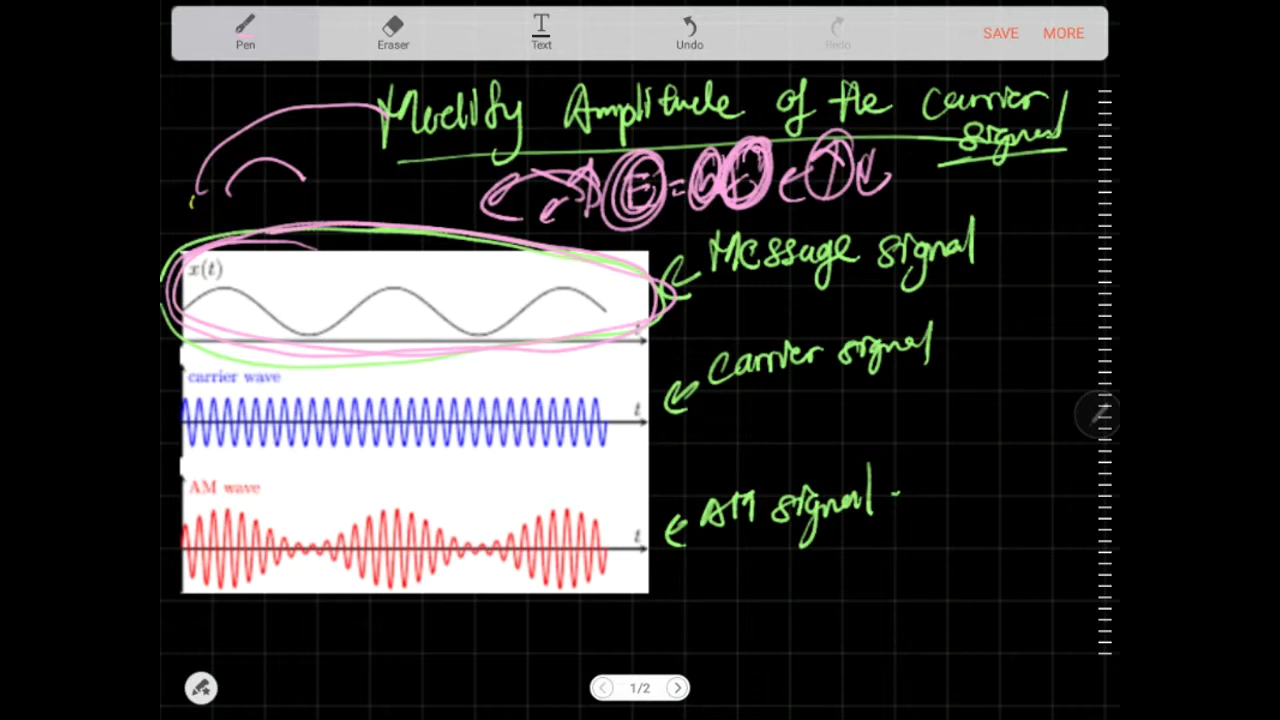 Pen Eraser Text Undo Redo SAVE MORE
Modify Amplitude of the Carrier
signal
x(t)
Message signal
t
carrier wave
Carrier signal
t
AM wave
AM signal
t
1/2